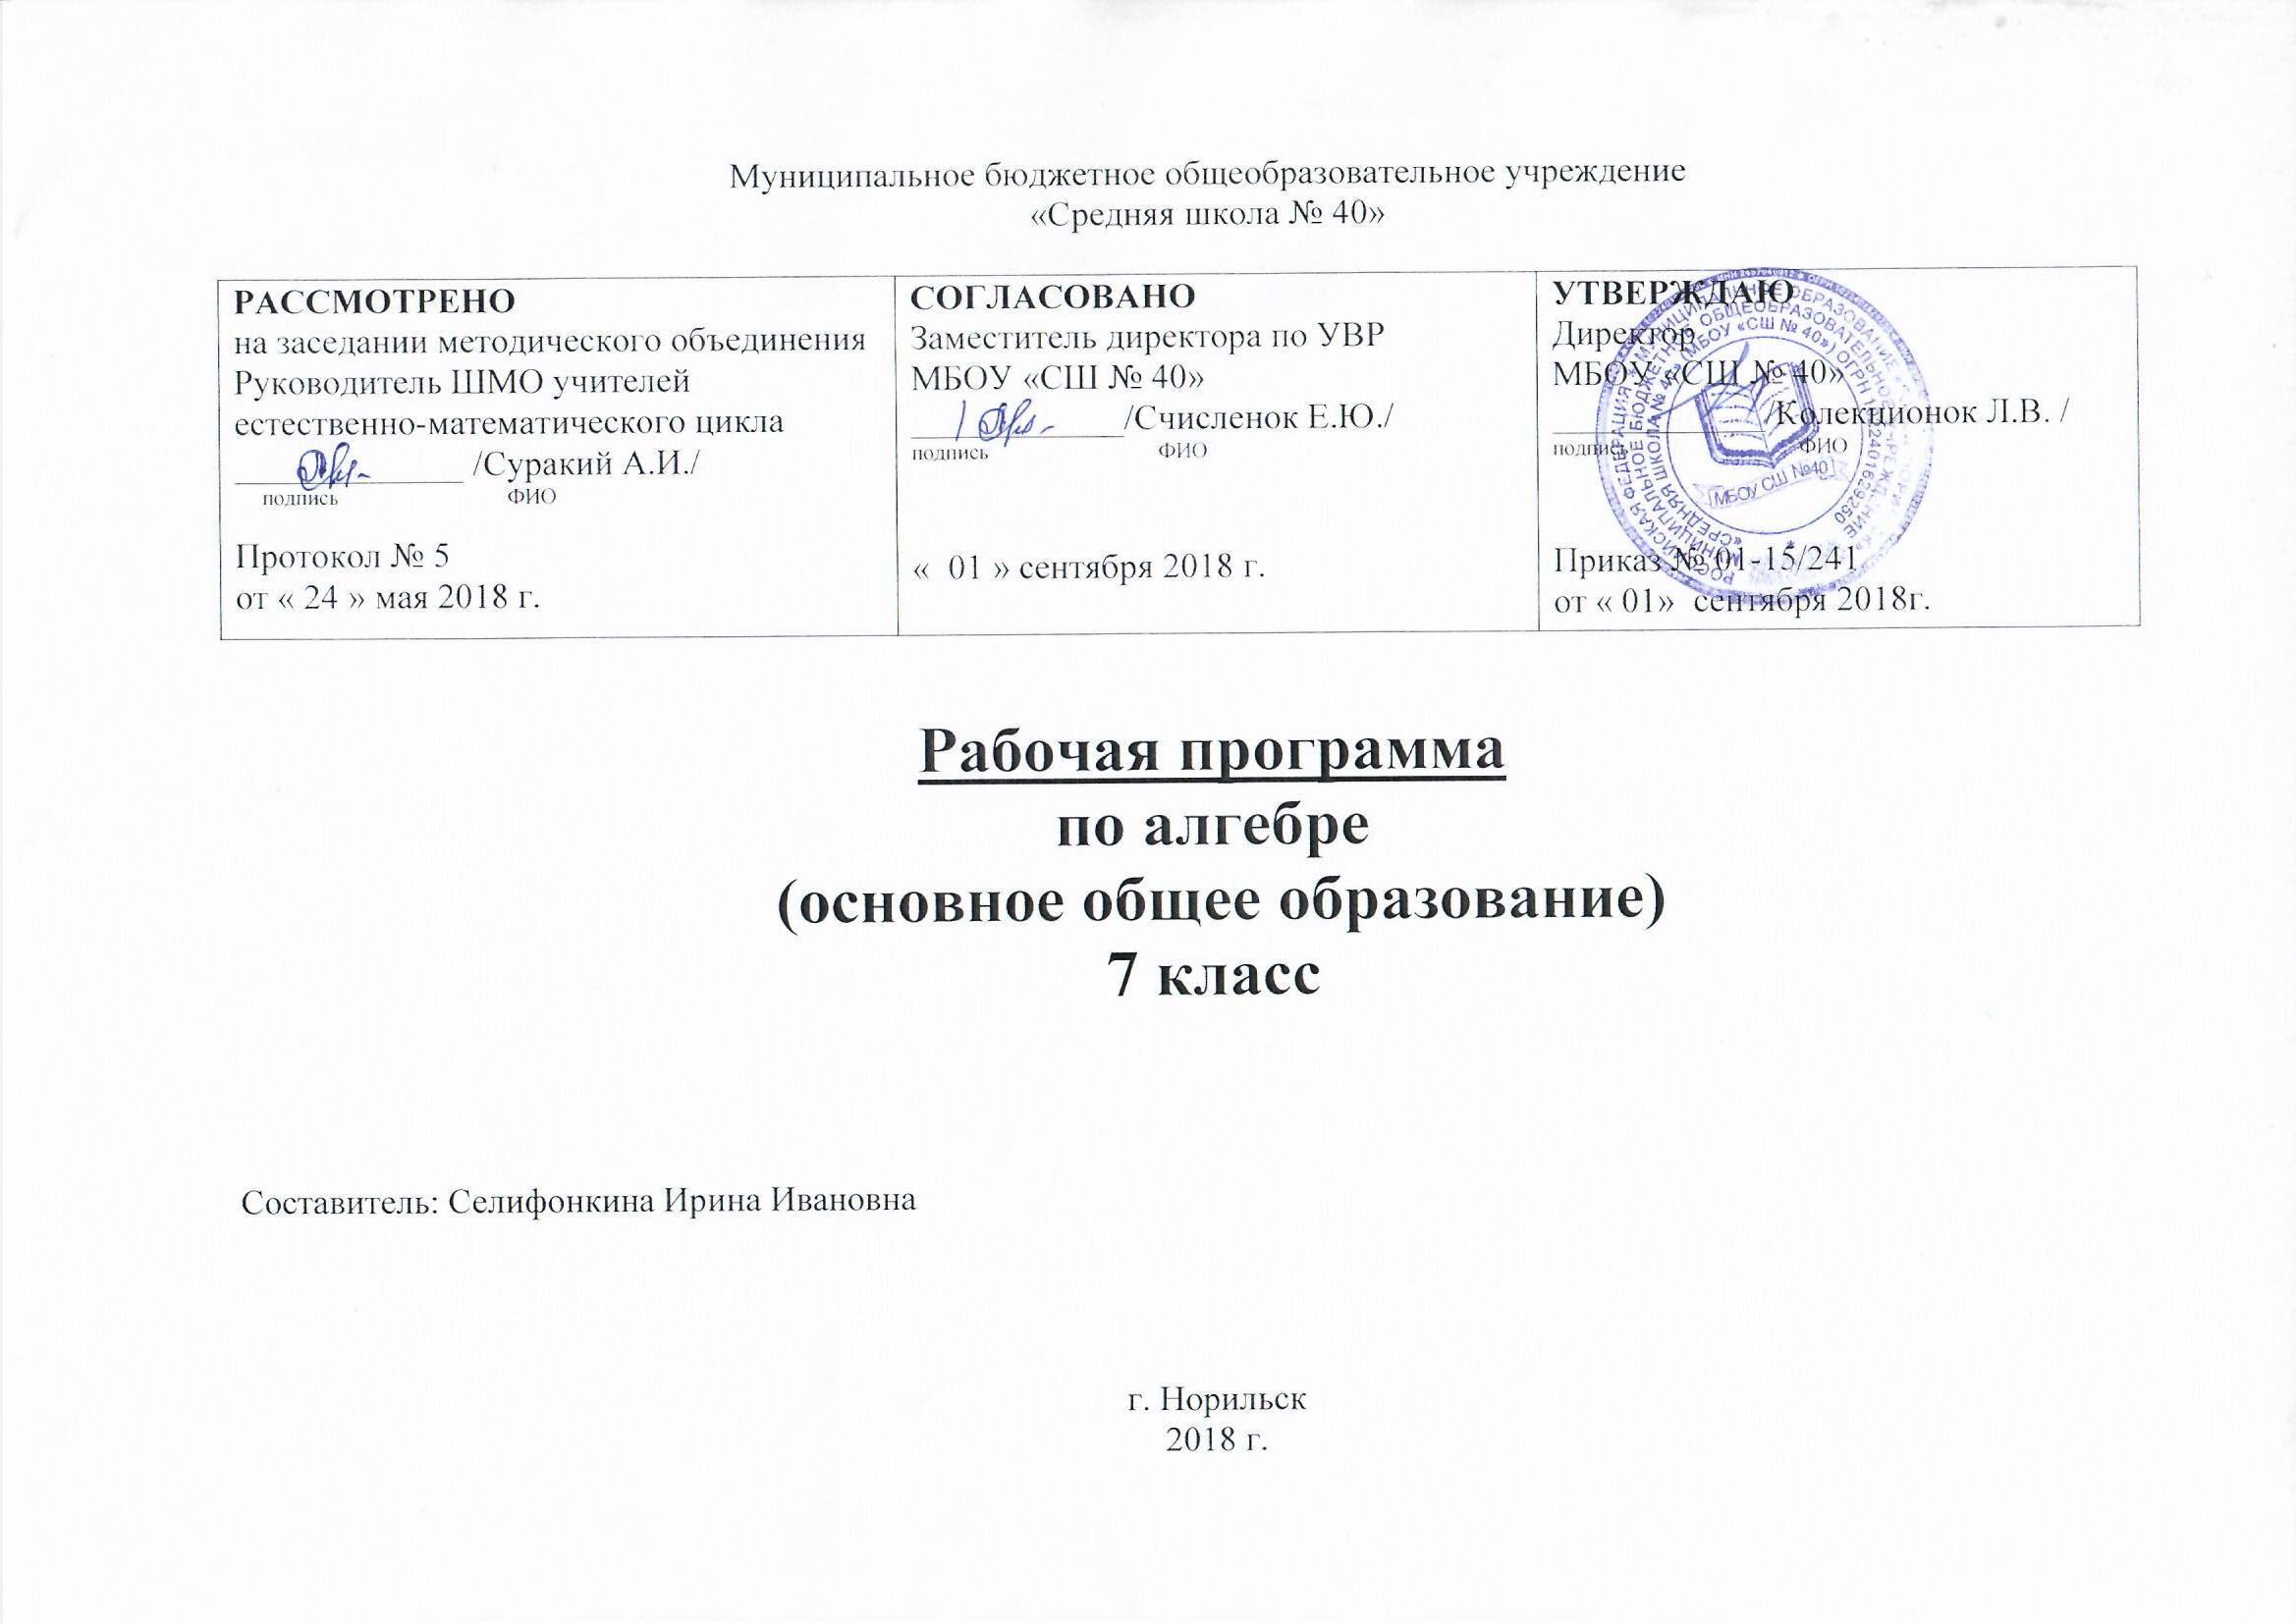 Муниципальное бюджетное общеобразовательное учреждение
«Средняя школа № 40»
РАССМОТРЕНО
на заседании методического объединения
Руководитель ШМО учителей
естественно-математического цикла
/Суракий А.И./
подпись ФИО
Протокол № 5
от « 24 » мая 2018 г.
СОГЛАСОВАНО
Заместитель директора по УВР
МБОУ «СШ № 40»
/Счисленок Е.Ю./
подпись ФИО
« 01 » сентября 2018 г.
УТВЕРЖДАЮ
Директор
МБОУ «СШ № 40»
/Колекционок Л.В. /
подпись ФИО
Приказ № 01-15/241
от « 01» сентября 2018г.
МБОУ СШ №40
Рабочая программа
по алгебре
(основное общее образование)
7 класс
Составитель: Селифонкина Ирина Ивановна
г. Норильск
2018 г.